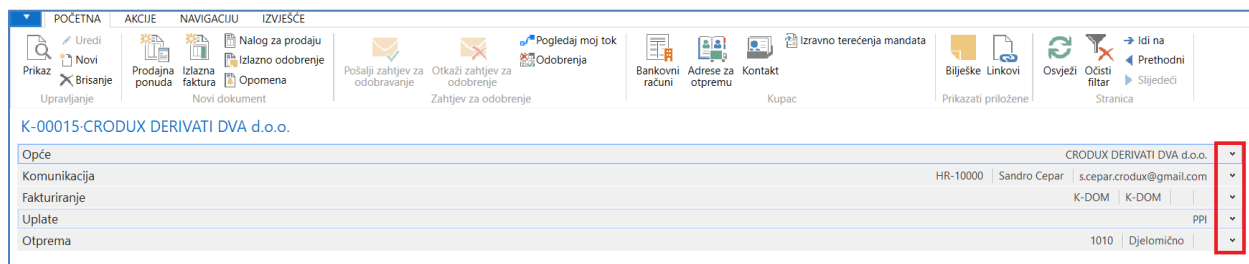 POČETNA AKCIJE NAVIGACIJU IZVJEŠĆE
Prikaz
Uredi
Novi
Brisanje
Upravljanje
Prodajna ponuda
Izlazna faktura
Nalog za prodaju
Izlazno odobrenje
Opomena
Novi dokument
Pošalji zahtjev za odobravanje
Otkaži zahtjev za odobrenje
Pogledaj moj tok
Odobrenja
Zahtjev za odobrenje
Bankovni računi
Adrese za otpremu
Kontakt
Izravno terećenja mandata
Kupac
Bilješke
Linkovi
Prikazati priložene
Osvježi
Očisti filtar
Idi na
Prethodni
Slijedeći
Stranica
K-00015·CRODUX DERIVATI DVA d.o.o.
Opće CRODUX DERIVATI DVA d.o.o.
Komunikacija HR-10000 Sandro Cepar s.cepar.crodux@gmail.com
Fakturiranje K-DOM K-DOM
Uplate PPI
Otprema 1010 Djelomično